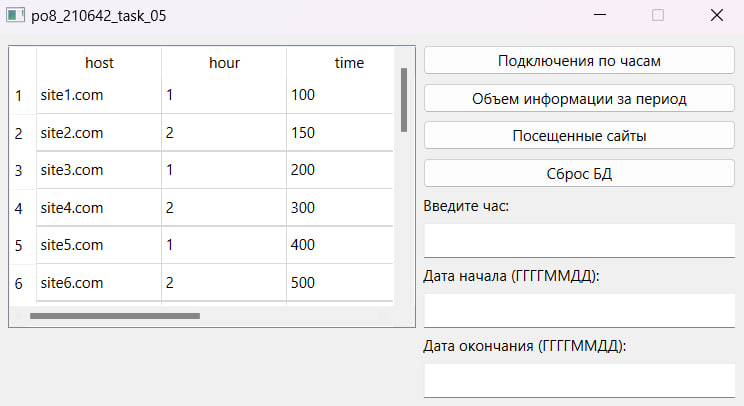 po8_210642_task_05
host hour time
1 site1.com 1 100
2 site2.com 2 150
3 site3.com 1 200
4 site4.com 2 300
5 site5.com 1 400
6 site6.com 2 500
Подключения по часам
Объем информации за период
Посещенные сайты
Сброс БД
Введите час:
Дата начала (ГГГГММДД):
Дата окончания (ГГГГММДД):